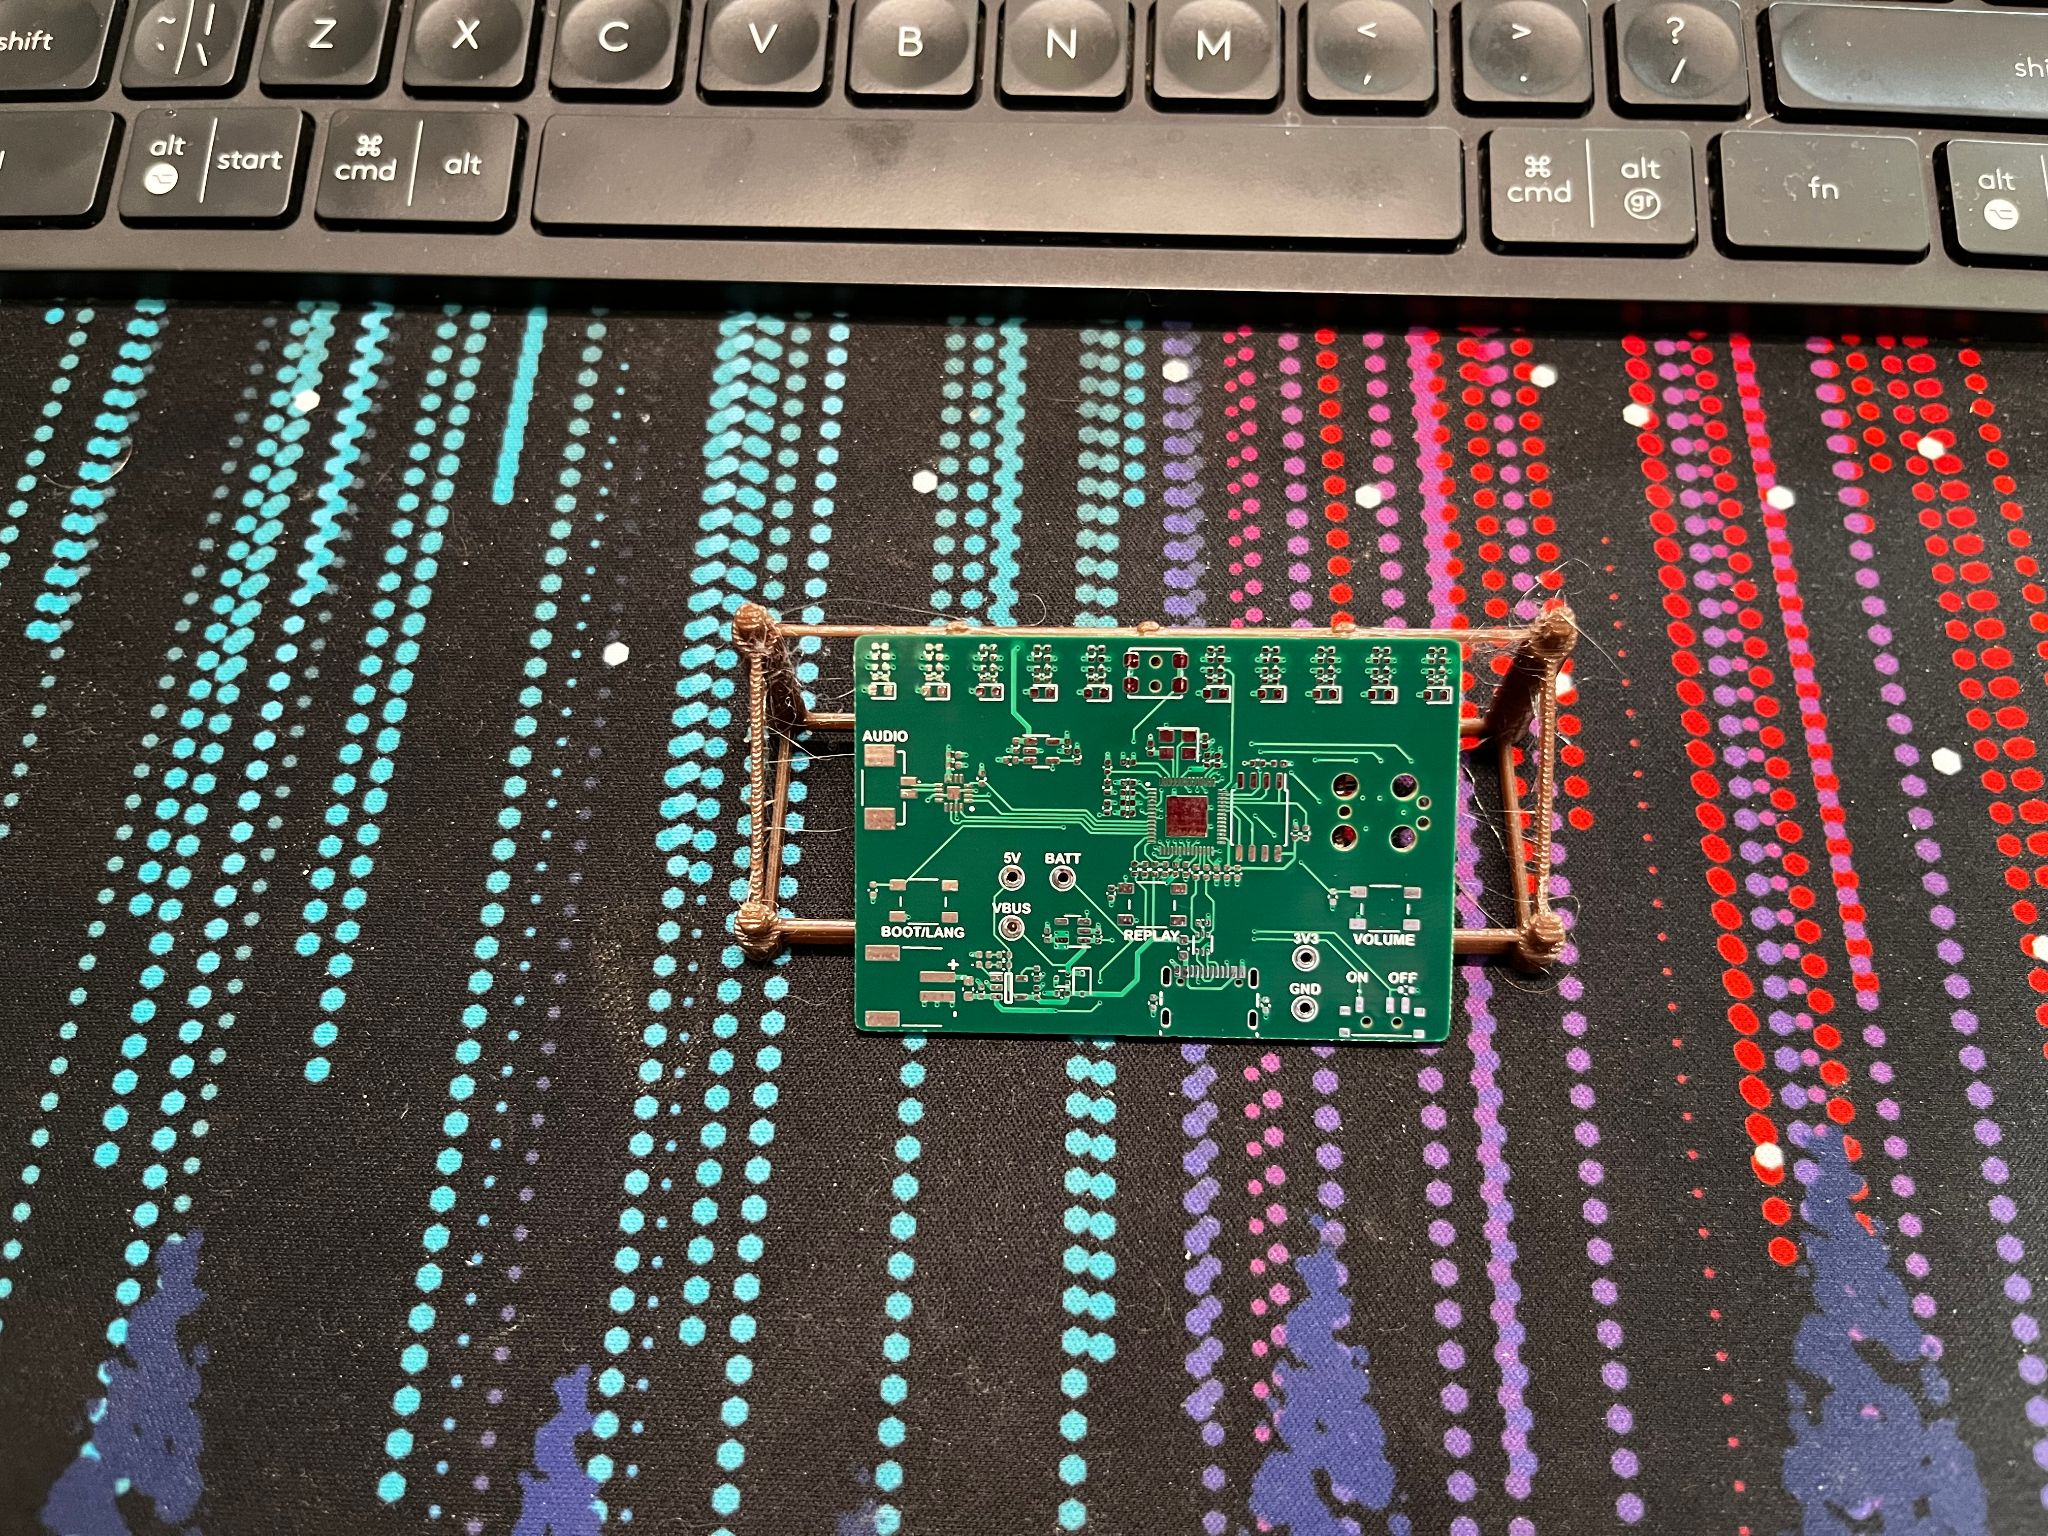 shift ~ | \ Z X C V B N M < , > . ? / shi
alt start ⌘ cmd alt ⌘ cmd alt gr fn alt
AUDIO
5V BATT
VBUS
BOOT/LANG
REPLAY
3V3
VOLUME
ON OFF
GND
+
-